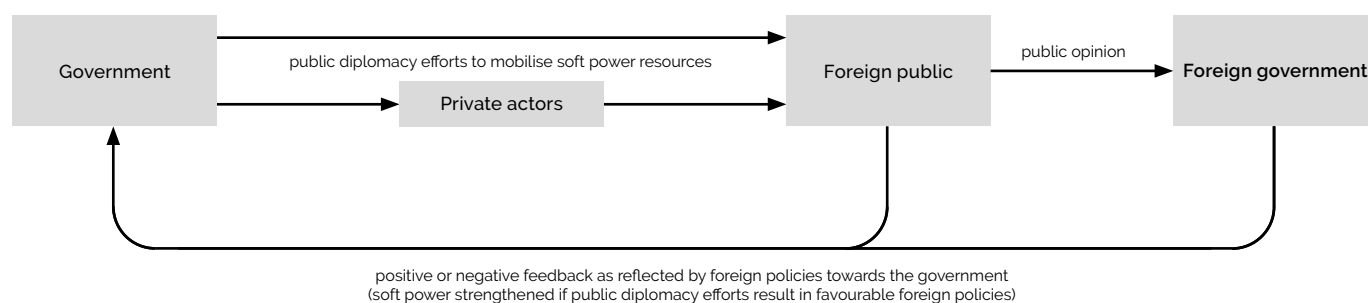 Government
public diplomacy efforts to mobilise soft power resources
Private actors
Foreign public
public opinion
Foreign government
positive or negative feedback as reflected by foreign policies towards the government
(soft power strengthened if public diplomacy efforts result in favourable foreign policies)